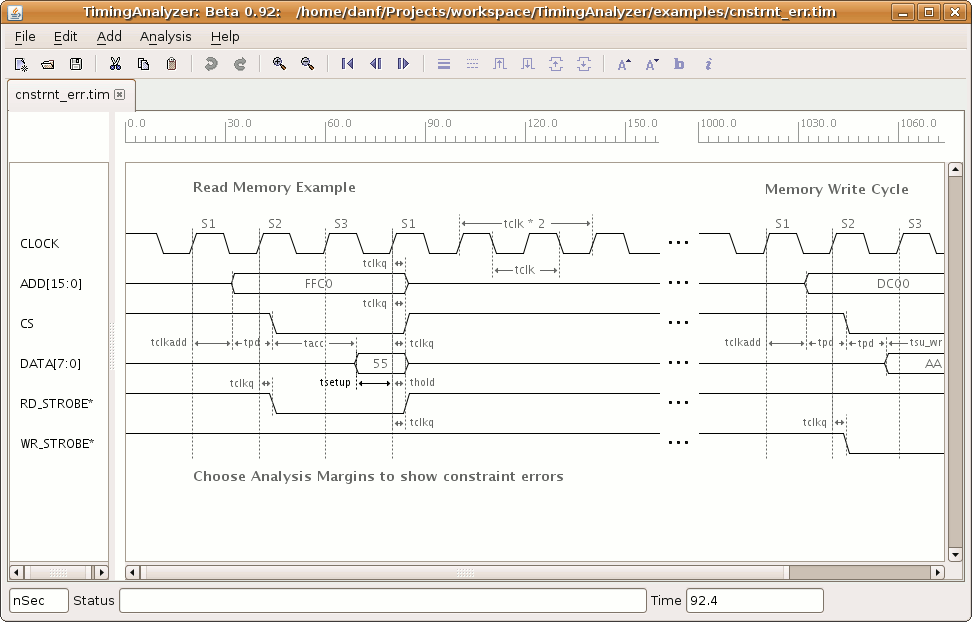 TimingAnalyzer: Beta 0.92: /home/danf/Projects/workspace/TimingAnalyzer/examples/cnstrnt_err.tim
File Edit Add Analysis Help
cnstrnt_err.tim
0.0 30.0 60.0 90.0 120.0 150.0 1000.0 1030.0 1060.0
Read Memory Example Memory Write Cycle
S1 S2 S3 S1 tclk * 2 S1 S2 S3
CLOCK
tclkq tclk
ADD[15:0] FFC0 DC00
tclkq
CS
tclkadd tpd tacc tclkq tclkadd tpd tpd tsu_wr
DATA[7:0] 55 AA
tclkq tsetup thold
RD_STROBE*
tclkq tclkq
WR_STROBE*
Choose Analysis Margins to show constraint errors
nSec Status Time 92.4